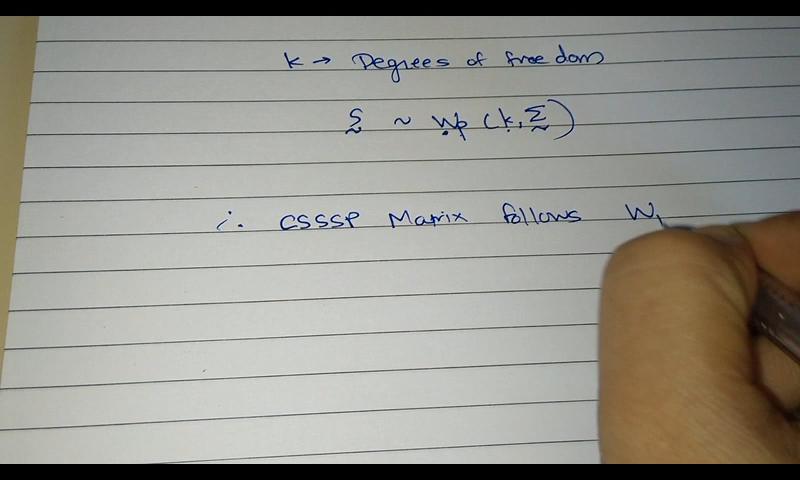 k → Degrees of freedom
S ~ Wp (k, Σ)
∴ CSSSP Matrix follows W